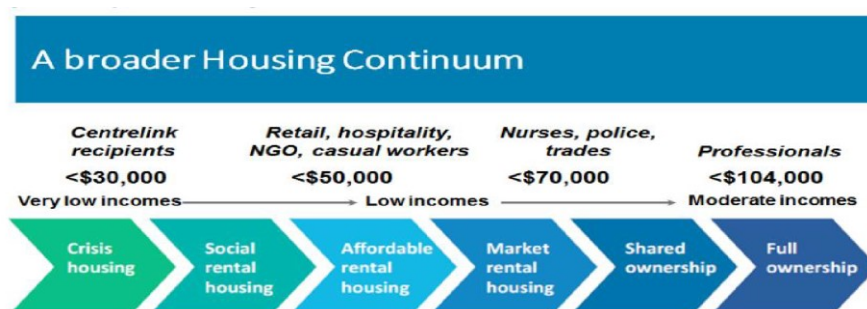 A broader Housing Continuum
Centrelink
recipients
<$30,000
Retail, hospitality,
NGO, casual workers
<$50,000
Nurses, police,
trades
<$70,000
Professionals
<$104,000
Very low incomes
Low incomes
Moderate incomes
Crisis
housing
Social
rental
housing
Affordable
rental
housing
Market
rental
housing
Shared
ownership
Full
ownership